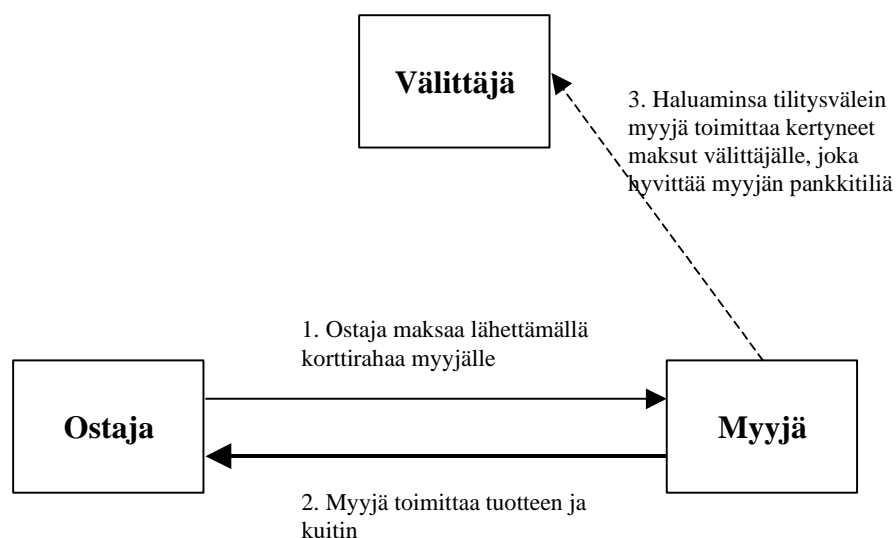 Välittäjä
3. Haluaminsa tilitysvälein
myyjä toimittaa kertyneet
maksut välittäjälle, joka
hyvittää myyjän pankkitiliä
1. Ostaja maksaa lähettämällä
korttirahaa myyjälle
Ostaja
Myyjä
2. Myyjä toimittaa tuotteen ja
kuitin